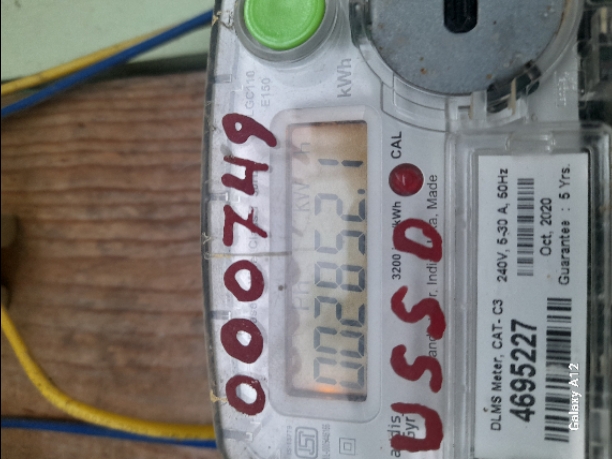 000749
002852.1
kWh
CAL
3200
kWh
USSD
DLMS Meter, CAT- C3
240V, 5-30 A, 50Hz
4695227
Oct, 2020
Guarantee : 5 Yrs.
Galaxy A12